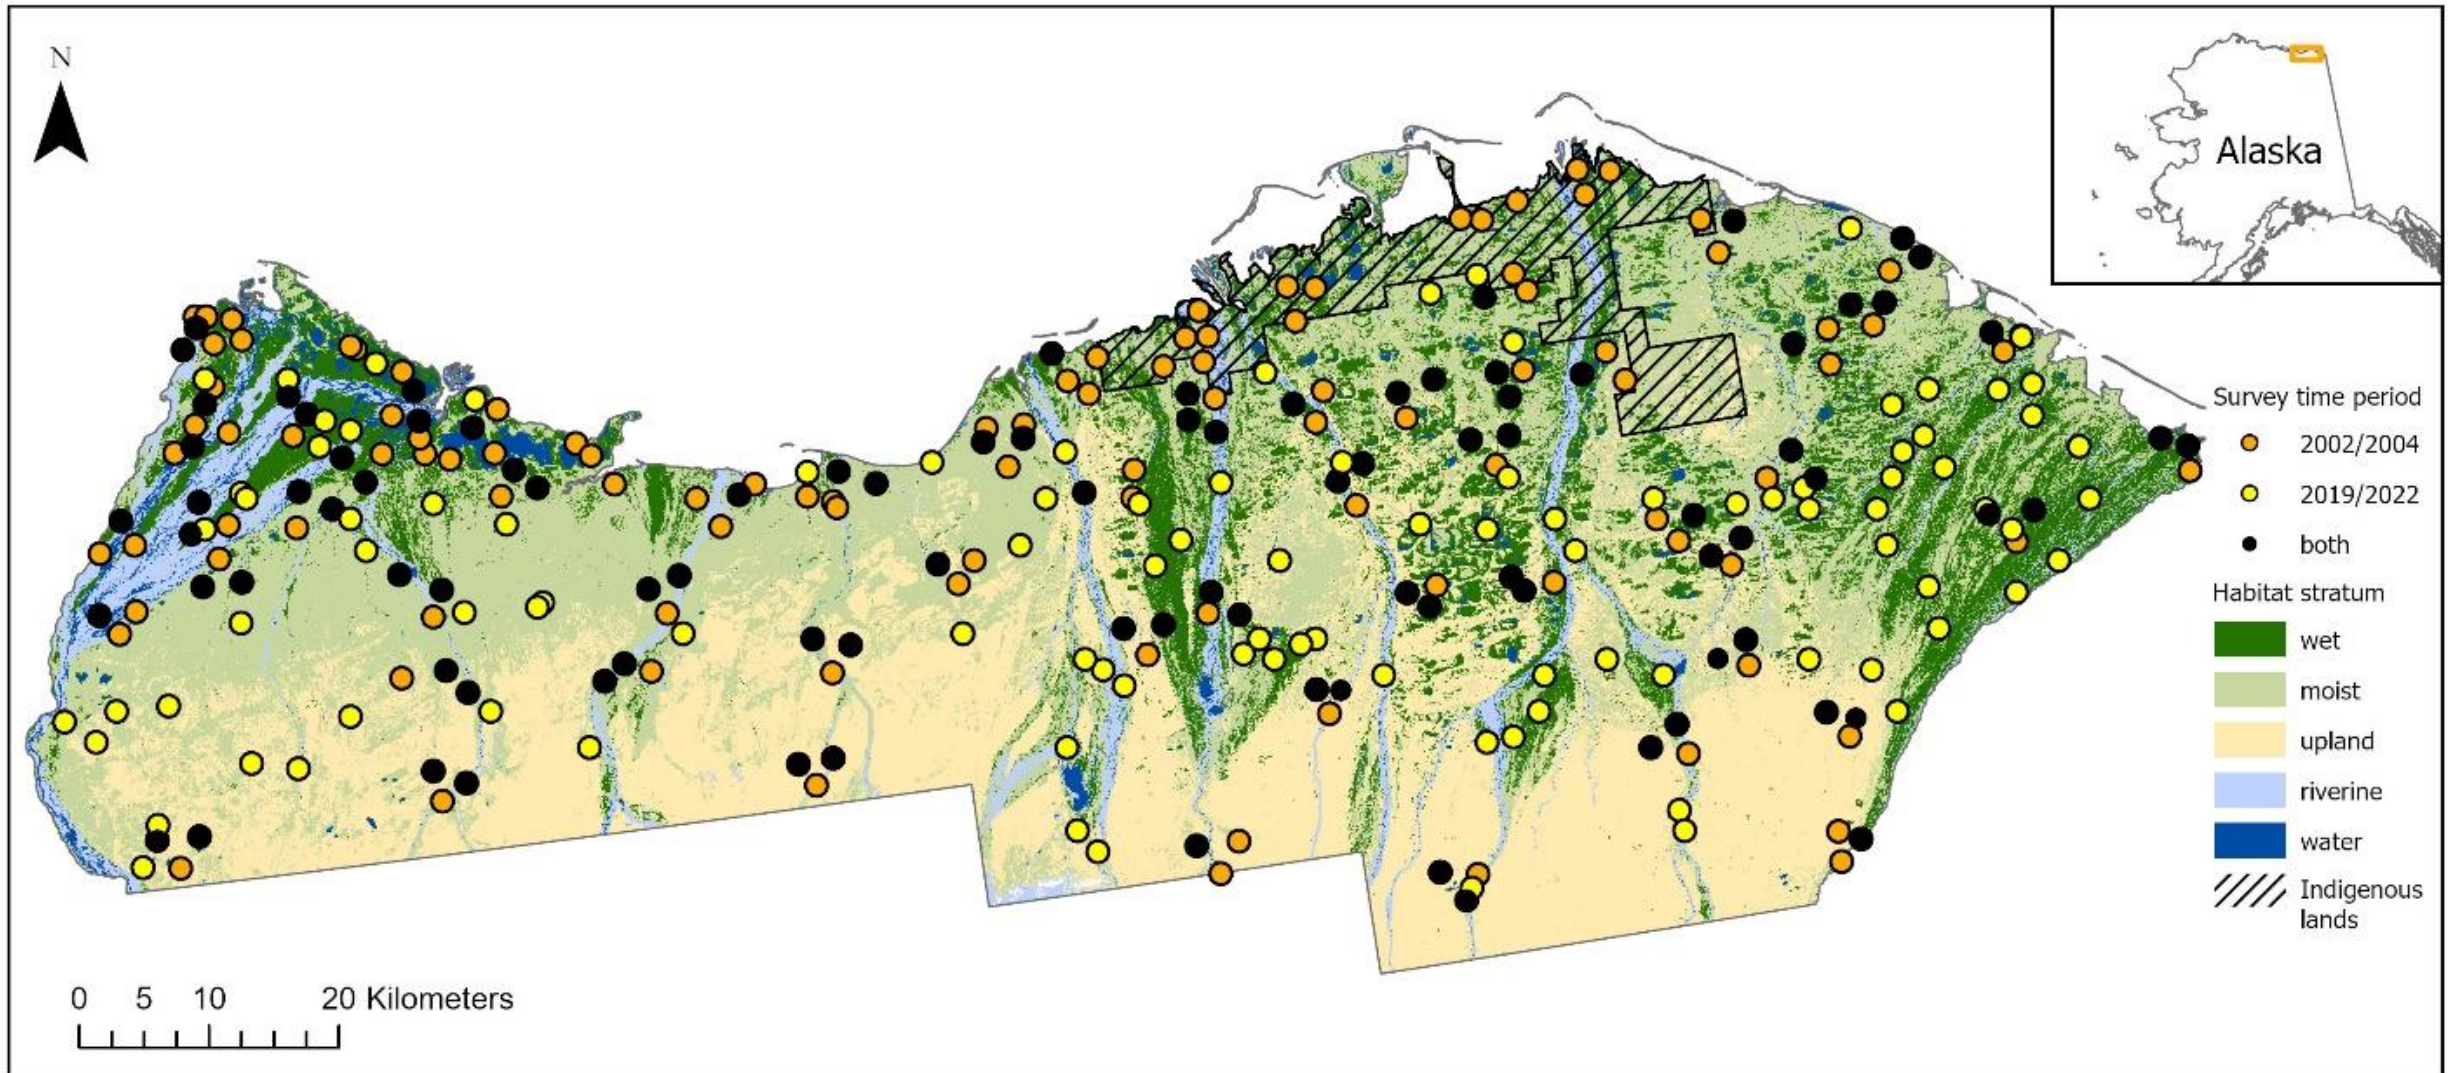 N
Alaska
Survey time period
2002/2004
2019/2022
both
Habitat stratum
wet
moist
upland
riverine
water
Indigenous
lands
0 5 10 20 Kilometers